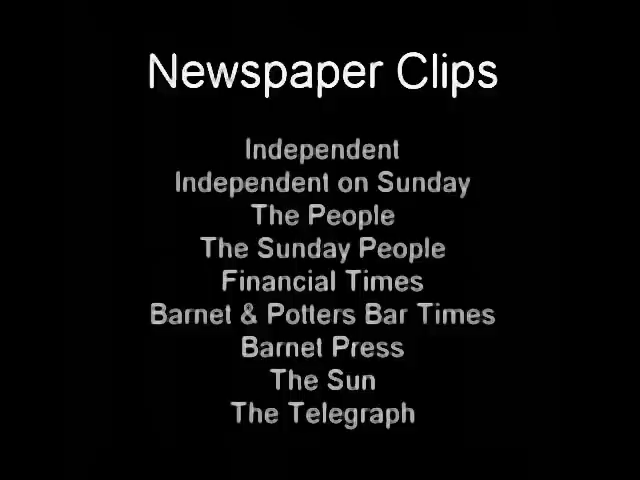 Newspaper Clips
Independent
Independent on Sunday
The People
The Sunday People
Financial Times
Barnet & Potters Bar Times
Barnet Press
The Sun
The Telegraph